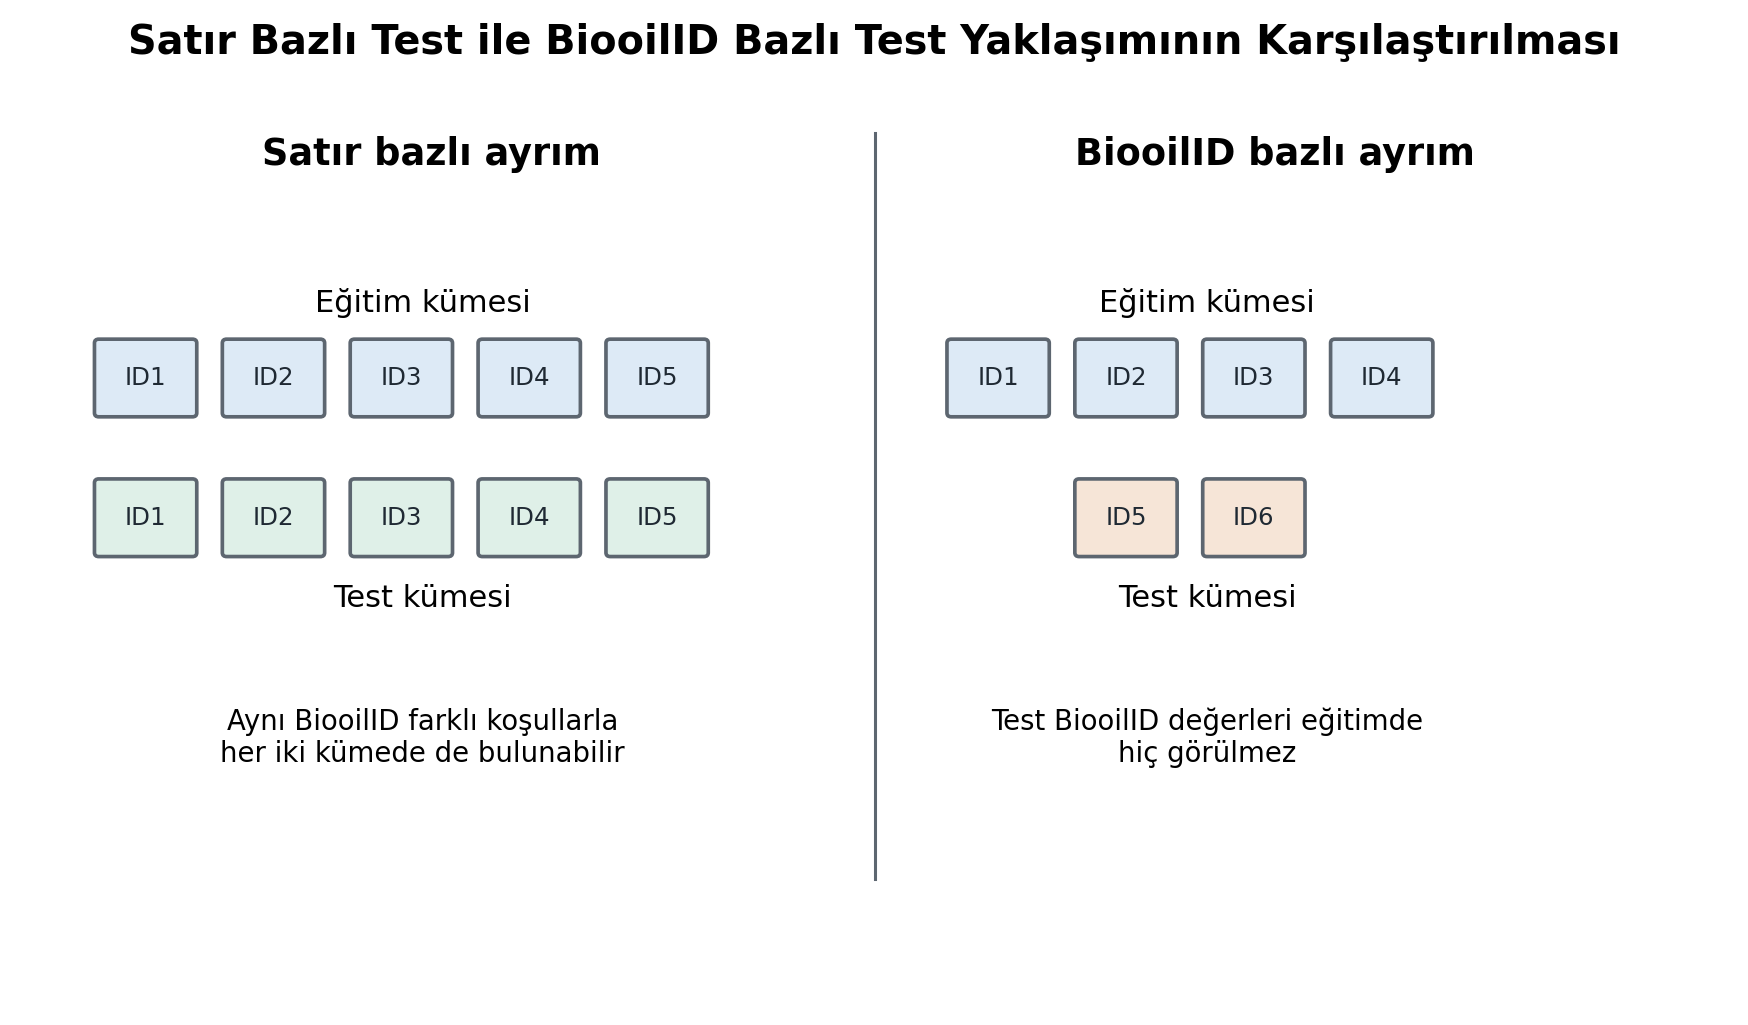 Satır Bazlı Test ile BiooilID Bazlı Test Yaklaşımının Karşılaştırılması
Satır bazlı ayrım
Eğitim kümesi
ID1 ID2 ID3 ID4 ID5
ID1 ID2 ID3 ID4 ID5
Test kümesi
Aynı BiooilID farklı koşullarla
her iki kümede de bulunabilir
BiooilID bazlı ayrım
Eğitim kümesi
ID1 ID2 ID3 ID4
ID5 ID6
Test kümesi
Test BiooilID değerleri eğitimde
hiç görülmez